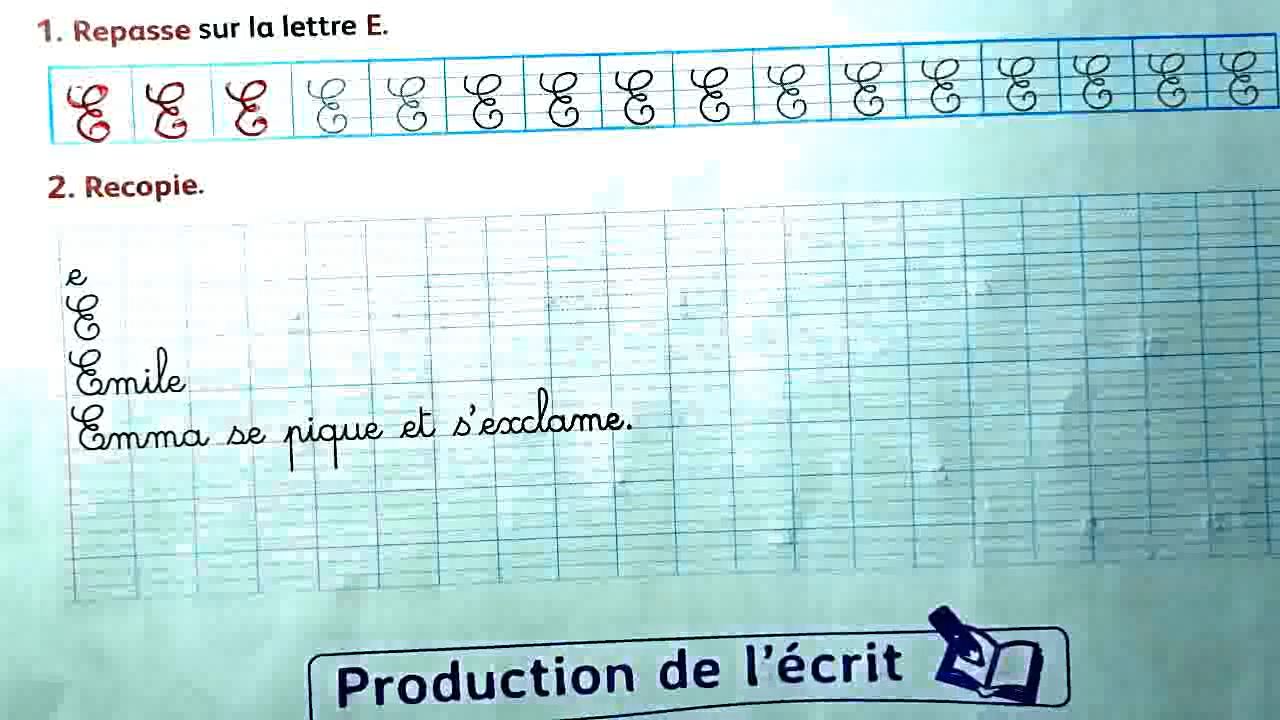 1. Repasse sur la lettre E.
E E E E E E E E E E E E E E E E
2. Recopie.
e
E
Emile
Emma se pique et s'exclame.
Production de l'écrit